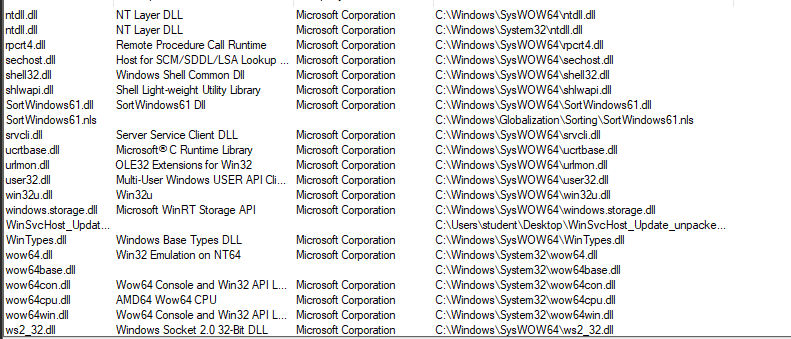 ntdll.dll NT Layer DLL Microsoft Corporation C:\Windows\SysWOW64\ntdll.dll
ntdll.dll NT Layer DLL Microsoft Corporation C:\Windows\System32\ntdll.dll
rpcrt4.dll Remote Procedure Call Runtime Microsoft Corporation C:\Windows\SysWOW64\rpcrt4.dll
sechost.dll Host for SCM/SDDL/LSA Lookup ... Microsoft Corporation C:\Windows\SysWOW64\sechost.dll
shell32.dll Windows Shell Common Dll Microsoft Corporation C:\Windows\SysWOW64\shell32.dll
shlwapi.dll Shell Light-weight Utility Library Microsoft Corporation C:\Windows\SysWOW64\shlwapi.dll
SortWindows61.dll SortWindows61 Dll Microsoft Corporation C:\Windows\SysWOW64\SortWindows61.dll
SortWindows61.nls C:\Windows\Globalization\Sorting\SortWindows61.nls
srvcli.dll Server Service Client DLL Microsoft Corporation C:\Windows\SysWOW64\srvcli.dll
ucrtbase.dll Microsoft® C Runtime Library Microsoft Corporation C:\Windows\SysWOW64\ucrtbase.dll
urlmon.dll OLE32 Extensions for Win32 Microsoft Corporation C:\Windows\SysWOW64\urlmon.dll
user32.dll Multi-User Windows USER API Cli... Microsoft Corporation C:\Windows\SysWOW64\user32.dll
win32u.dll Win32u Microsoft Corporation C:\Windows\SysWOW64\win32u.dll
windows.storage.dll Microsoft WinRT Storage API Microsoft Corporation C:\Windows\SysWOW64\windows.storage.dll
WinSvcHost_Updat... C:\Users\student\Desktop\WinSvcHost_Update_unpacke...
WinTypes.dll Windows Base Types DLL Microsoft Corporation C:\Windows\SysWOW64\WinTypes.dll
wow64.dll Win32 Emulation on NT64 Microsoft Corporation C:\Windows\System32\wow64.dll
wow64base.dll C:\Windows\System32\wow64base.dll
wow64con.dll Wow64 Console and Win32 API L... Microsoft Corporation C:\Windows\System32\wow64con.dll
wow64cpu.dll AMD64 Wow64 CPU Microsoft Corporation C:\Windows\System32\wow64cpu.dll
wow64win.dll Wow64 Console and Win32 API L... Microsoft Corporation C:\Windows\System32\wow64win.dll
ws2_32.dll Windows Socket 2.0 32-Bit DLL Microsoft Corporation C:\Windows\SysWOW64\ws2_32.dll